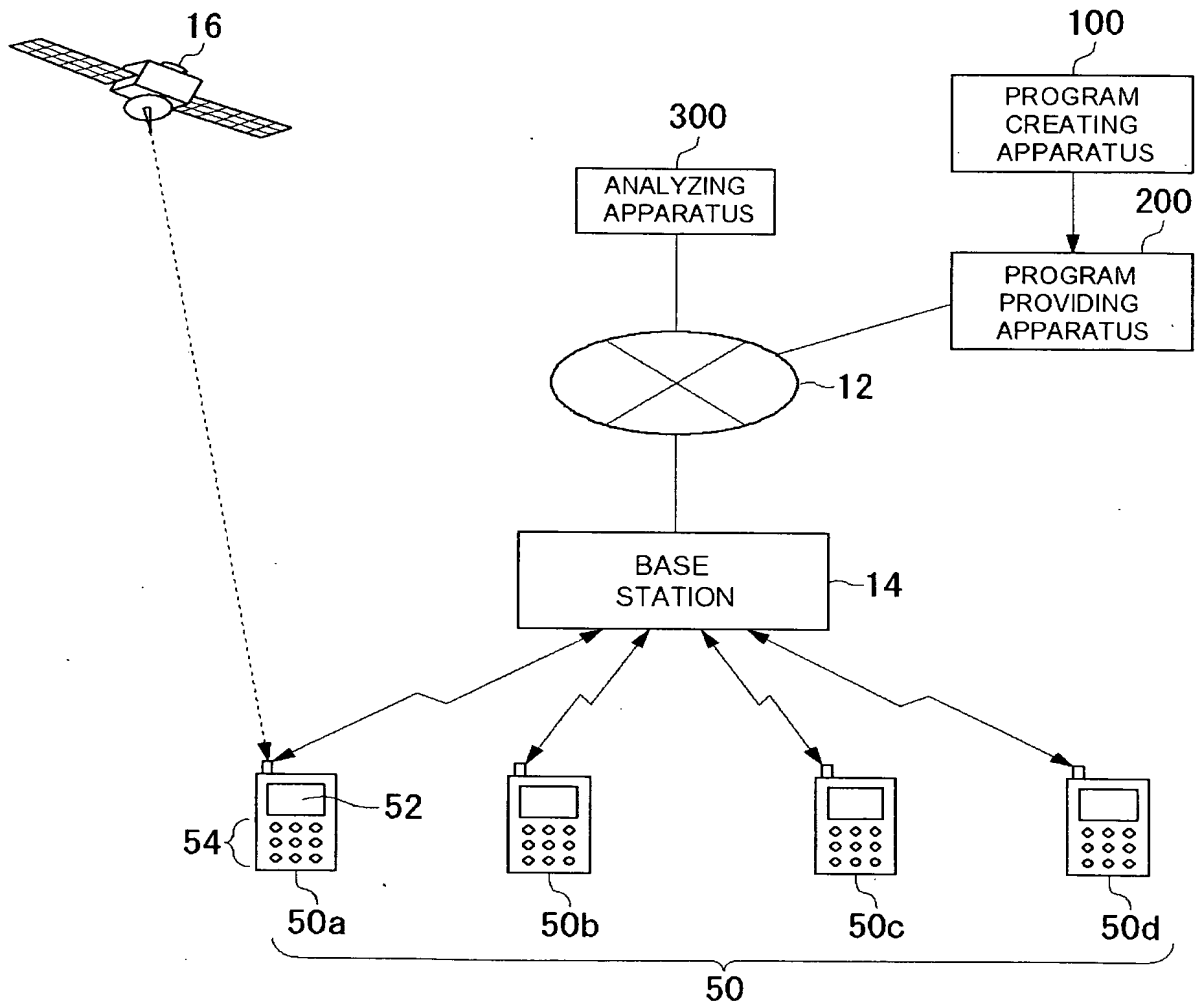 16
100
PROGRAM
CREATING
APPARATUS
300
ANALYZING
APPARATUS
200
PROGRAM
PROVIDING
APPARATUS
12
BASE
STATION
14
52
54
50a
50b
50c
50d
50